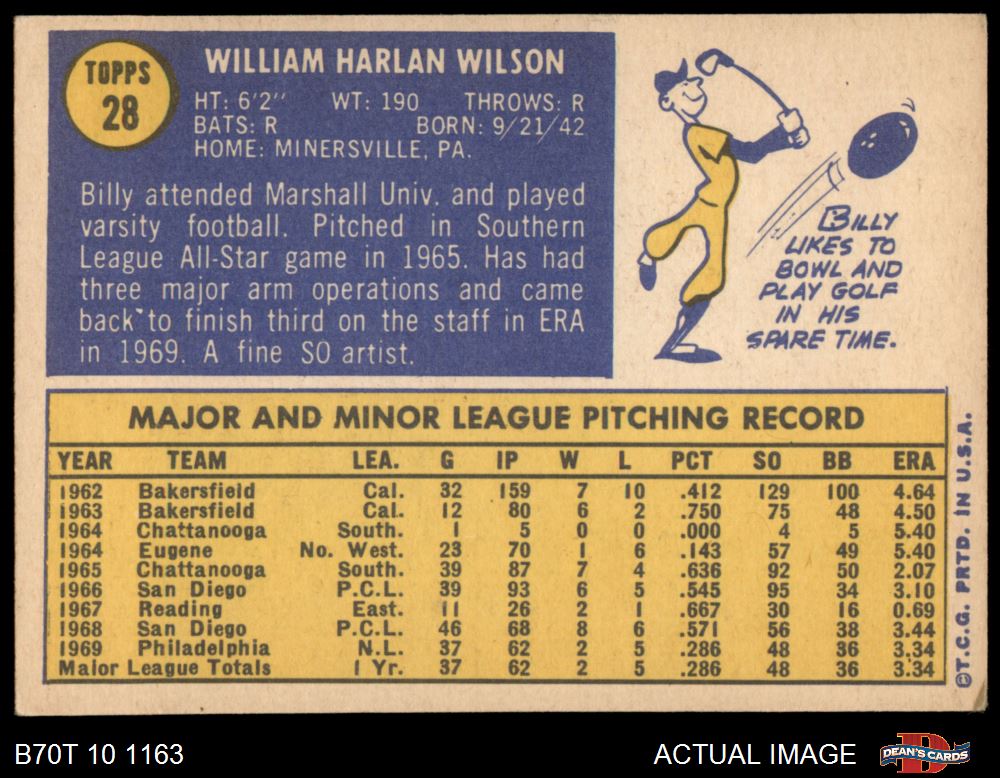 TOPPS
28
WILLIAM HARLAN WILSON
HT: 6'2" WT: 190 THROWS: R
BATS: R BORN: 9/21/42
HOME: MINERSVILLE, PA.
Billy attended Marshall Univ. and played
varsity football. Pitched in Southern
League All-Star game in 1965. Has had
three major arm operations and came
back to finish third on the staff in ERA
in 1969. A fine SO artist.
BILLY
LIKES TO
BOWL AND
PLAY GOLF
IN HIS
SPARE TIME.
MAJOR AND MINOR LEAGUE PITCHING RECORD
YEAR TEAM LEA. G IP W L PCT SO BB ERA
1962 Bakersfield Cal. 32 159 7 10 .412 129 100 4.64
1963 Bakersfield Cal. 12 80 6 2 .750 75 48 4.50
1964 Chattanooga South. 1 5 0 0 .000 4 5 5.40
1964 Eugene No. West. 23 70 1 6 .143 57 49 5.40
1965 Chattanooga South. 39 87 7 4 .636 92 50 2.07
1966 San Diego P.C.L. 39 93 6 5 .545 95 34 3.10
1967 Reading East. 11 26 2 1 .667 30 16 0.69
1968 San Diego P.C.L. 46 68 8 6 .571 56 38 3.44
1969 Philadelphia N.L. 37 62 2 5 .286 48 36 3.34
Major League Totals 1 Yr. 37 62 2 5 .286 48 36 3.34
©T.C.G. PRTD. IN U.S.A.
B70T 10 1163 ACTUAL IMAGE
DEAN'S CARDS